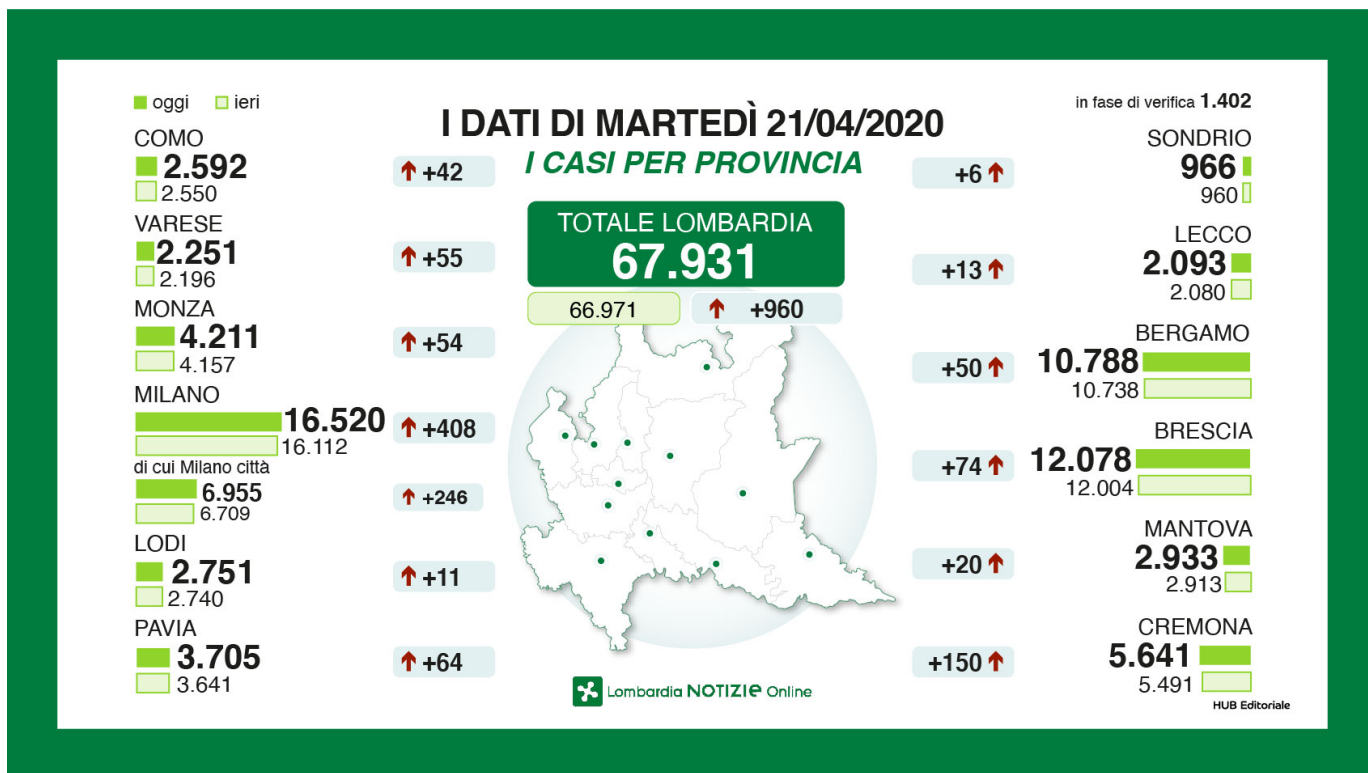 oggi ieri
I DATI DI MARTEDÌ 21/04/2020
I CASI PER PROVINCIA
in fase di verifica 1.402
TOTALE LOMBARDIA
67.931
66.971
+960
COMO
2.592
2.550
+42
VARESE
2.251
2.196
+55
MONZA
4.211
4.157
+54
MILANO
16.520
16.112
+408
di cui Milano città
6.955
6.709
+246
LODI
2.751
2.740
+11
PAVIA
3.705
3.641
+64
SONDRIO
+6
966
960
LECCO
+13
2.093
2.080
BERGAMO
+50
10.788
10.738
BRESCIA
+74
12.078
12.004
MANTOVA
+20
2.933
2.913
CREMONA
+150
5.641
5.491
Lombardia NOTIZIE Online
HUB Editoriale